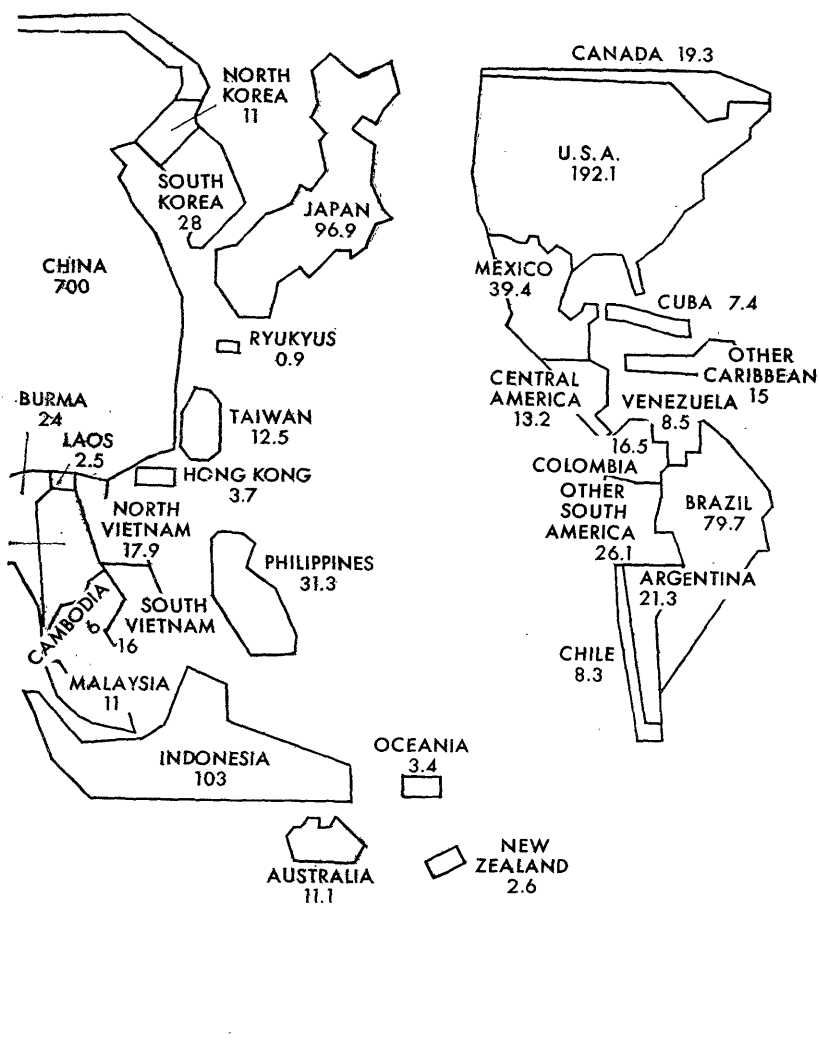 CANADA 19.3
NORTH
KOREA
11
U.S.A.
192.1
SOUTH
KOREA
28
JAPAN
96.9
CHINA
700
MEXICO
39.4
CUBA 7.4
RYUKYUS
0.9
OTHER
CARIBBEAN
15
CENTRAL
AMERICA
13.2
VENEZUELA
8.5
BURMA
24
TAIWAN
12.5
LAOS
2.5
16.5
COLOMBIA
HONG KONG
3.7
OTHER
SOUTH
AMERICA
26.1
BRAZIL
79.7
NORTH
VIETNAM
17.9
PHILIPPINES
31.3
ARGENTINA
21.3
CAMBODIA
6
SOUTH
VIETNAM
16
CHILE
8.3
MALAYSIA
11
INDONESIA
103
OCEANIA
3.4
AUSTRALIA
11.1
NEW
ZEALAND
2.6